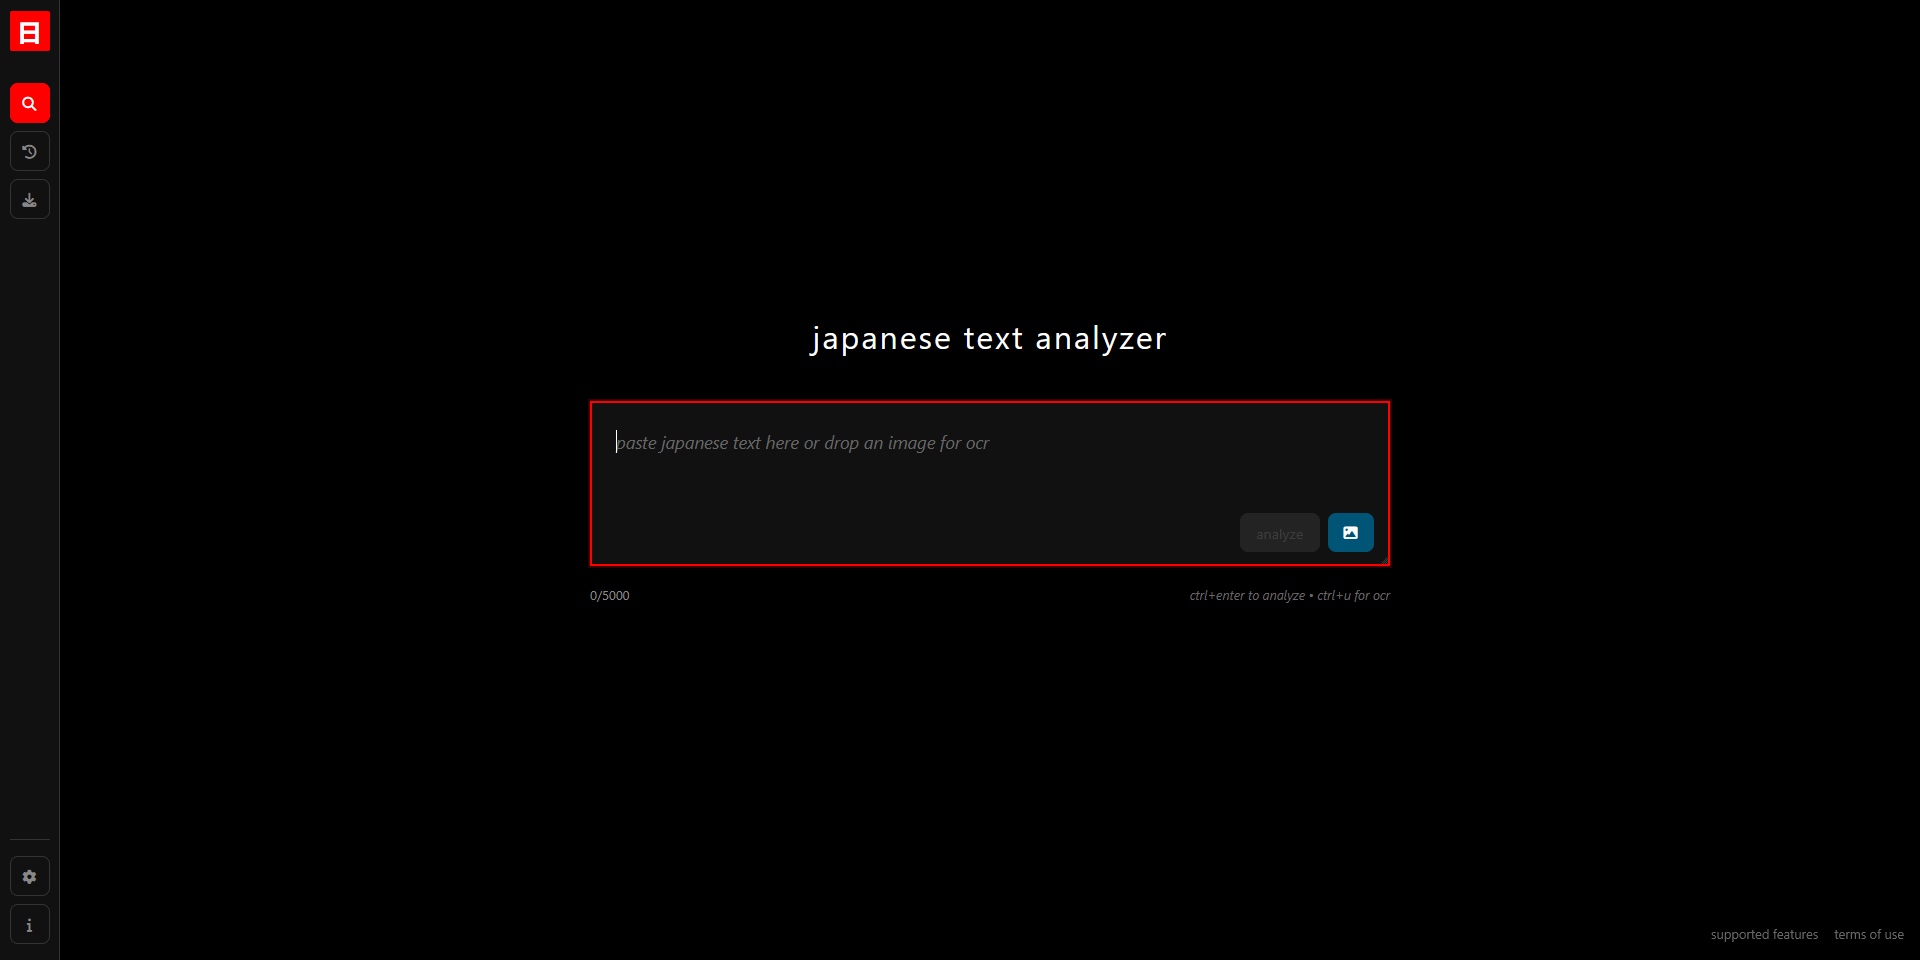 日
japanese text analyzer
paste japanese text here or drop an image for ocr
analyze
0/5000
ctrl+enter to analyze • ctrl+u for ocr
supported features
terms of use